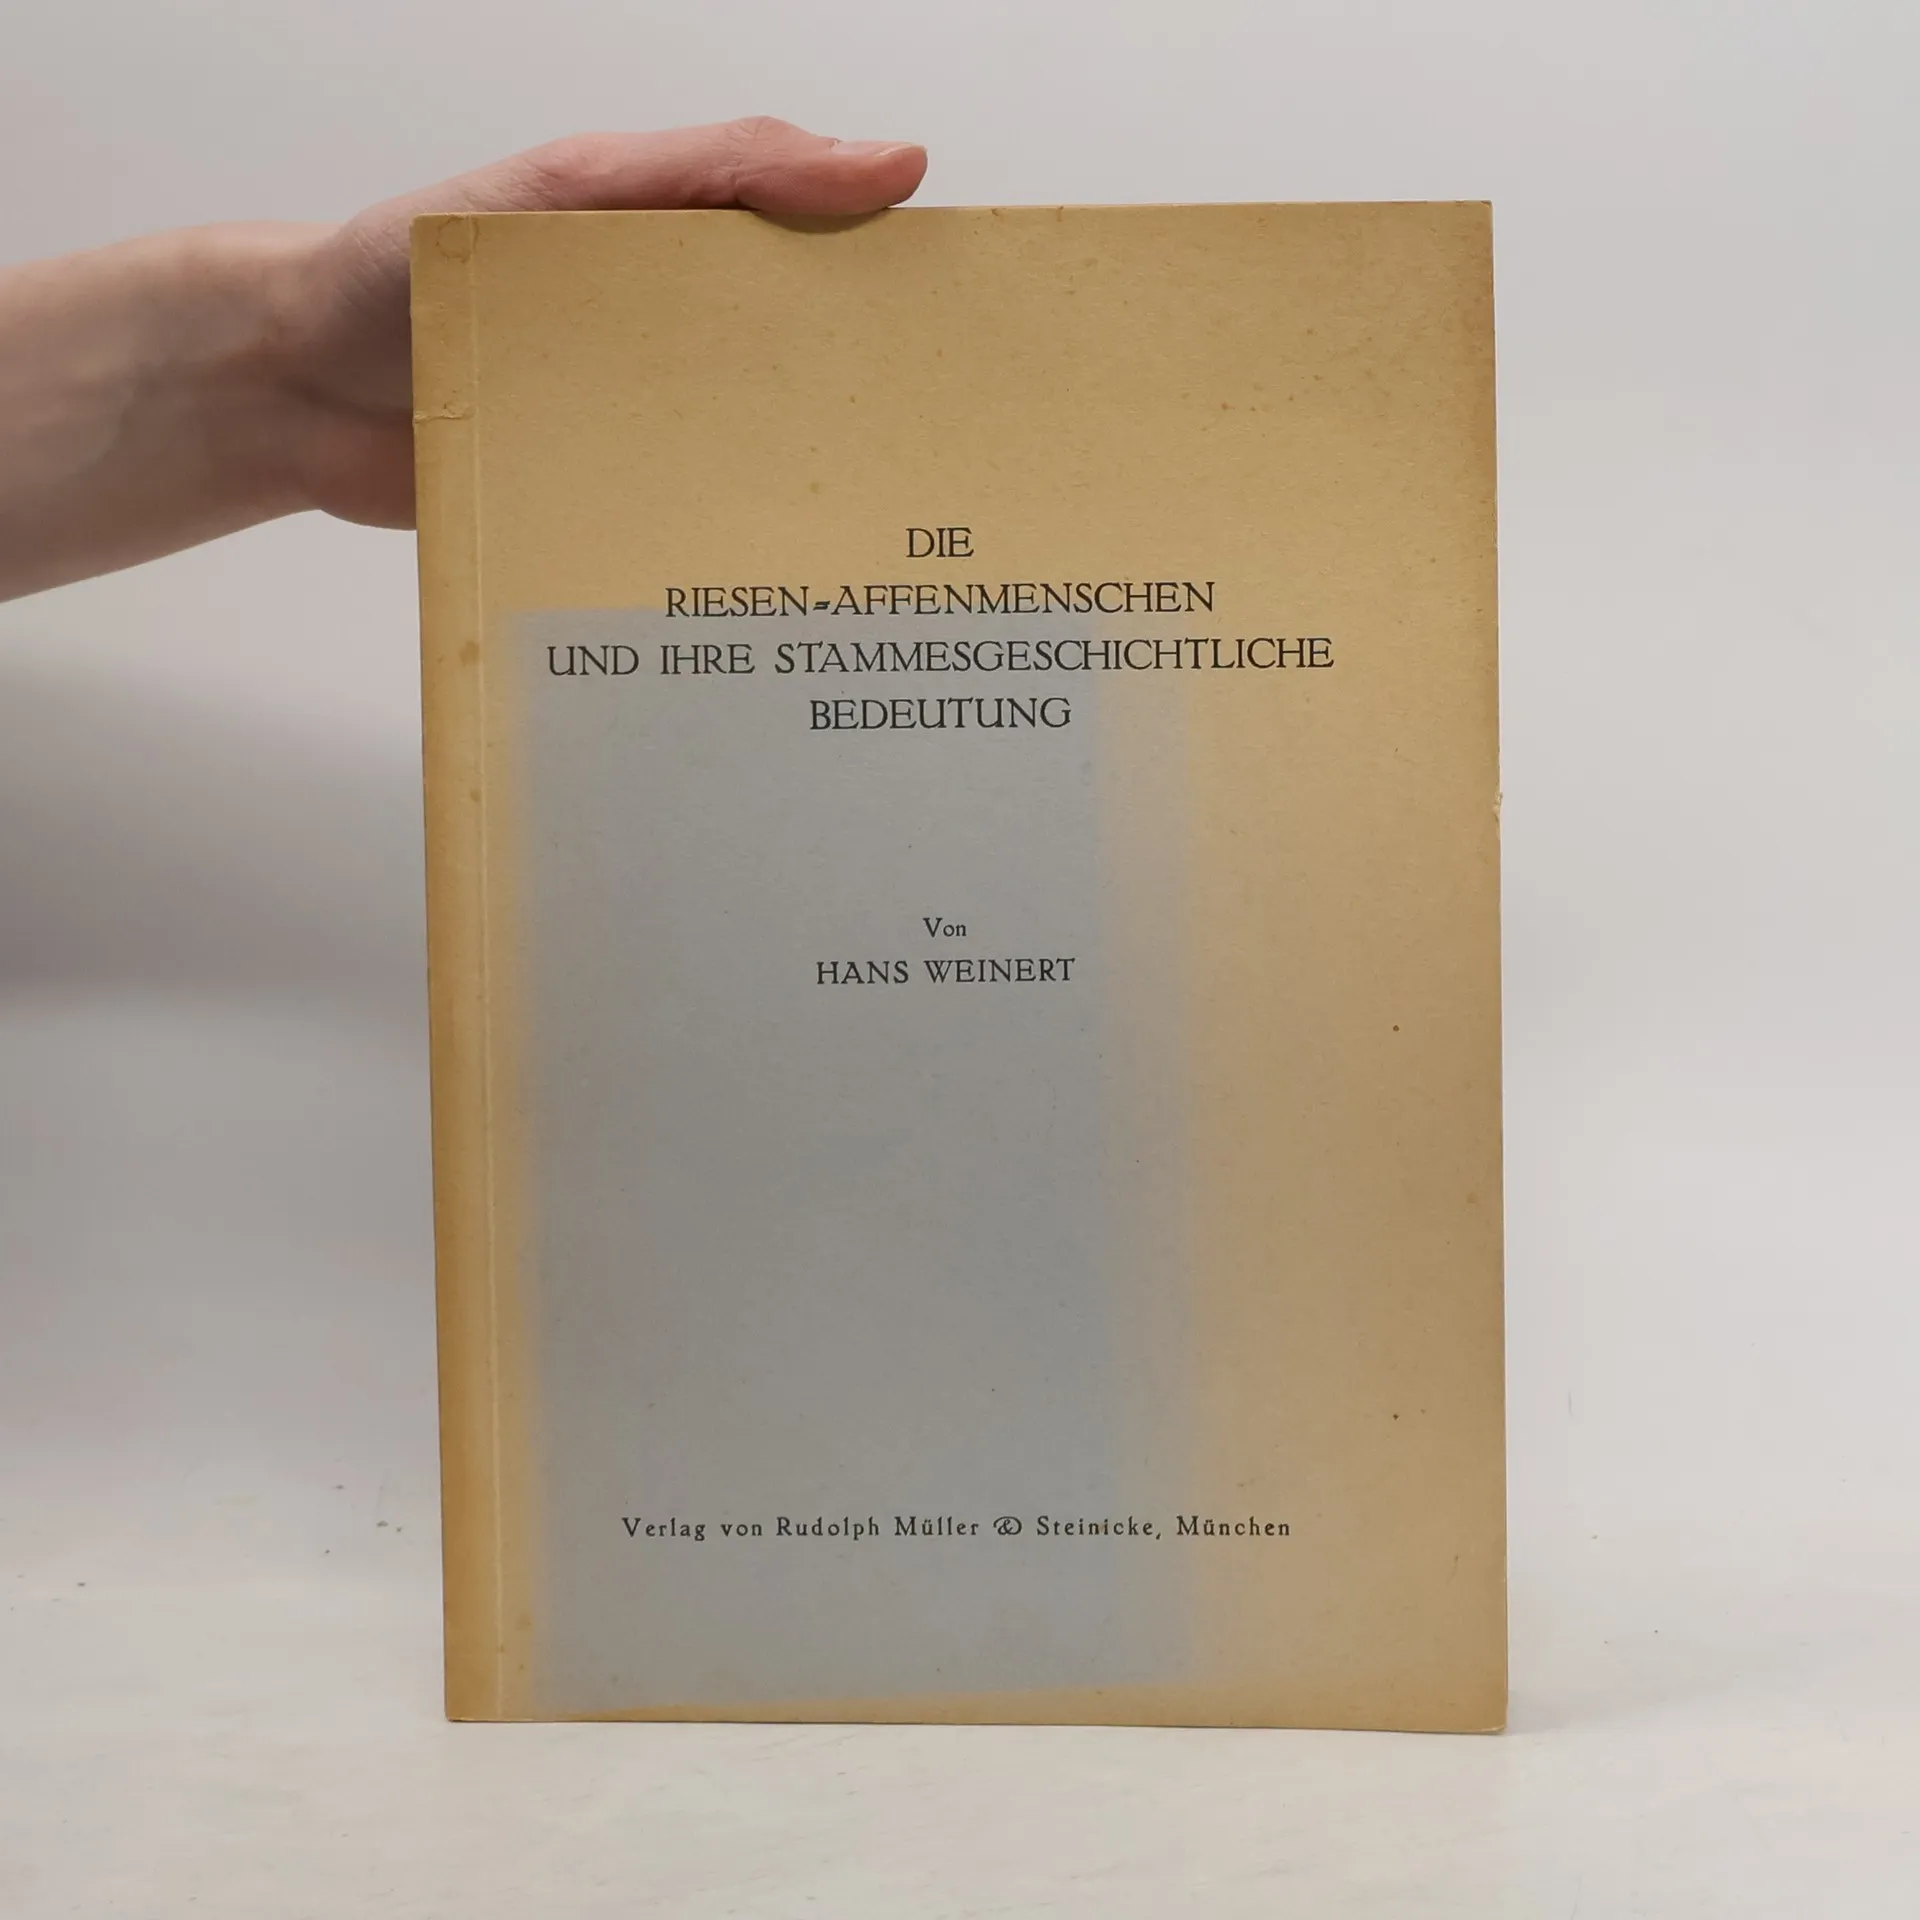 DIE
RIESEN=AFFENMENSCHEN
UND IHRE STAMMESGESCHICHTLICHE
BEDEUTUNG
Von
HANS WEINERT
Verlag von Rudolph Müller & Steinicke, München